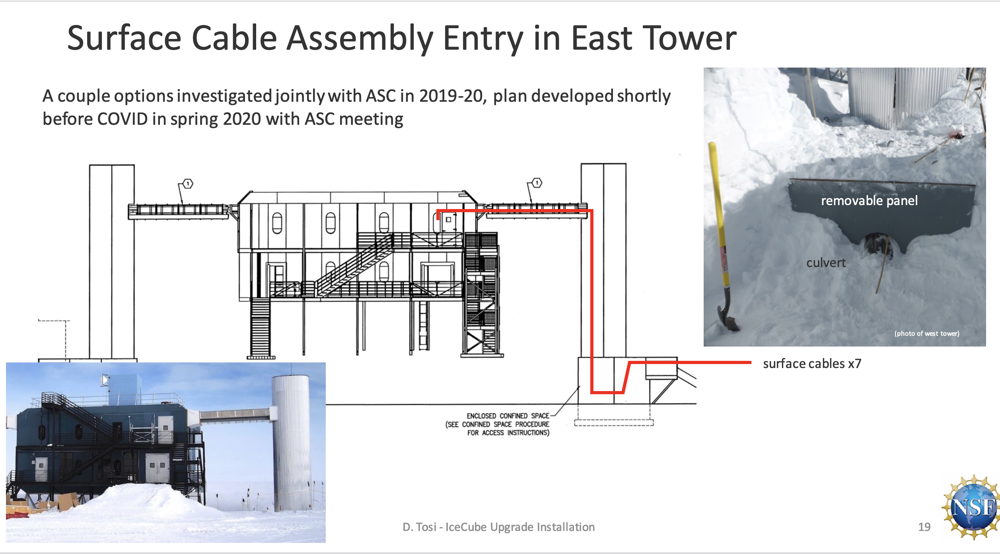 Surface Cable Assembly Entry in East Tower
A couple options investigated jointly with ASC in 2019-20, plan developed shortly
before COVID in spring 2020 with ASC meeting
1
1
removable panel
culvert
(photo of west tower)
surface cables x7
ENCLOSED CONFINED SPACE
(SEE CONFINED SPACE PROCEDURE
FOR ACCESS INSTRUCTIONS)
D. Tosi - IceCube Upgrade Installation
19
NSF